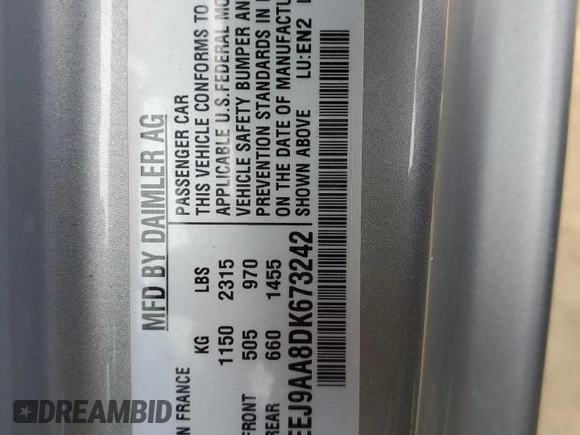 MFD BY DAIMLER AG
N FRANCE
KG LBS
1150 2315
FRONT 505 970
REAR 660 1455
PASSENGER CAR
THIS VEHICLE CONFORMS TO
APPLICABLE U.S. FEDERAL MO
VEHICLE SAFETY BUMPER AN
PREVENTION STANDARDS IN
ON THE DATE OF MANUFACTU
SHOWN ABOVE LU:EN2
EEJ9AA8DK673242
DREAMBID